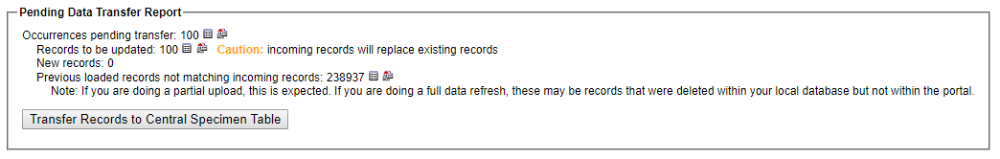 Pending Data Transfer Report
Occurrences pending transfer: 100
Records to be updated: 100 Caution: incoming records will replace existing records
New records: 0
Previous loaded records not matching incoming records: 238937
Note: If you are doing a partial upload, this is expected. If you are doing a full data refresh, these may be records that were deleted within your local database but not within the portal.
Transfer Records to Central Specimen Table